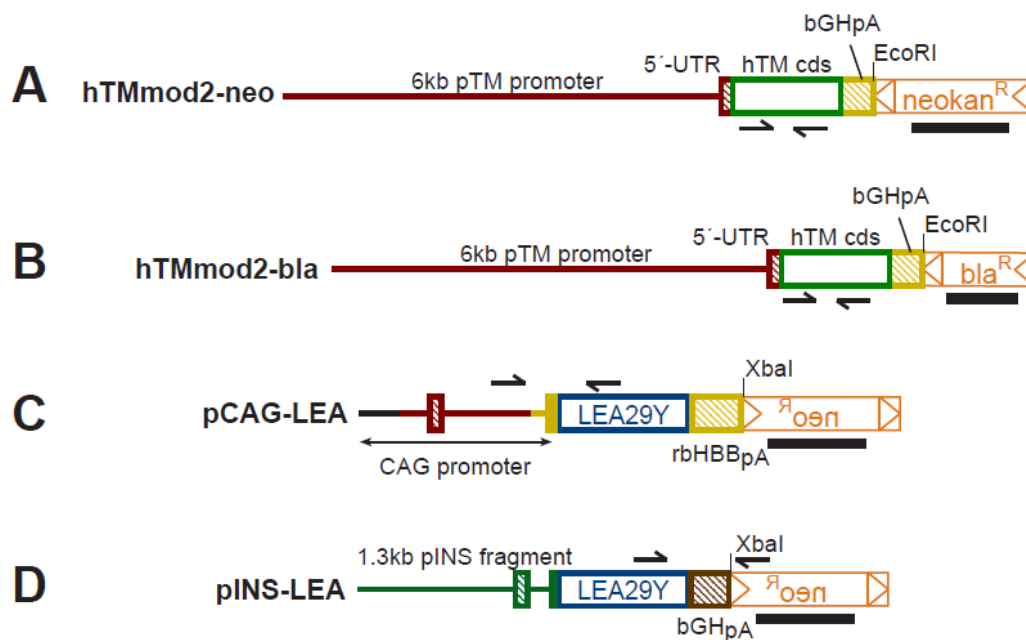 A
hTMmod2-neo
6kb pTM promoter
5´-UTR
hTM cds
bGHpA
EcoRI
neokanR
B
hTMmod2-bla
6kb pTM promoter
5´-UTR
hTM cds
bGHpA
EcoRI
blaR
C
pCAG-LEA
CAG promoter
LEA29Y
rbHBBpA
XbaI
neoR
D
pINS-LEA
1.3kb pINS fragment
LEA29Y
bGHpA
XbaI
neoR